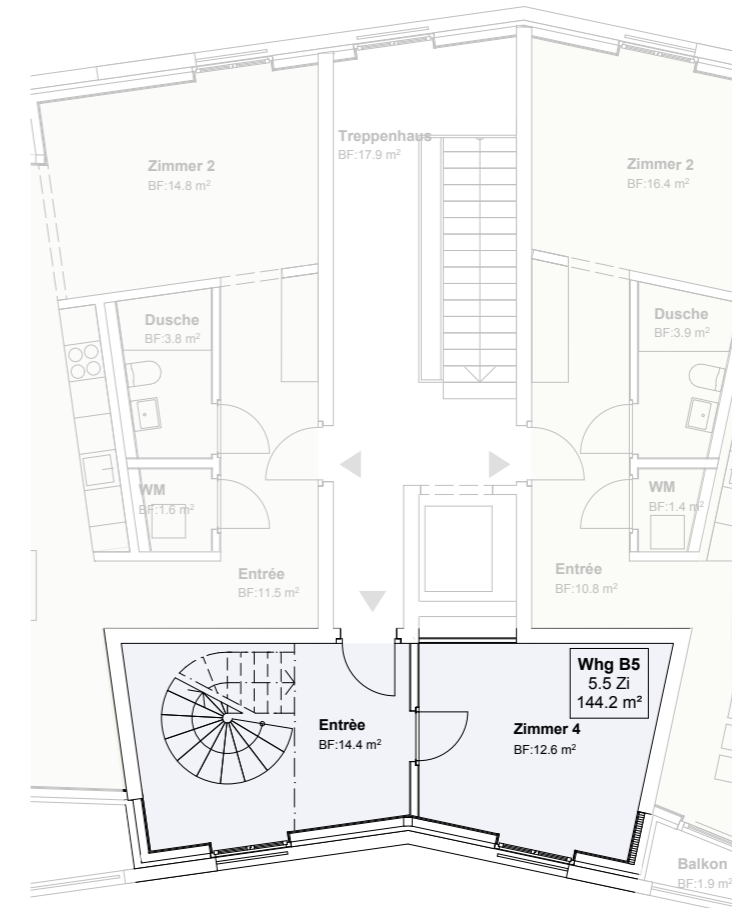 Treppenhaus
BF:17.9 m²
Zimmer 2
BF:14.8 m²
Zimmer 2
BF:16.4 m²
Dusche
BF:3.8 m²
Dusche
BF:3.9 m²
WM
BF:1.6 m²
WM
BF:1.4 m²
Entrée
BF:11.5 m²
Entrée
BF:10.8 m²
Whg B5
5.5 Zi
144.2 m²
Entrèe
BF:14.4 m²
Zimmer 4
BF:12.6 m²
Balkon
BF:1.9 m²